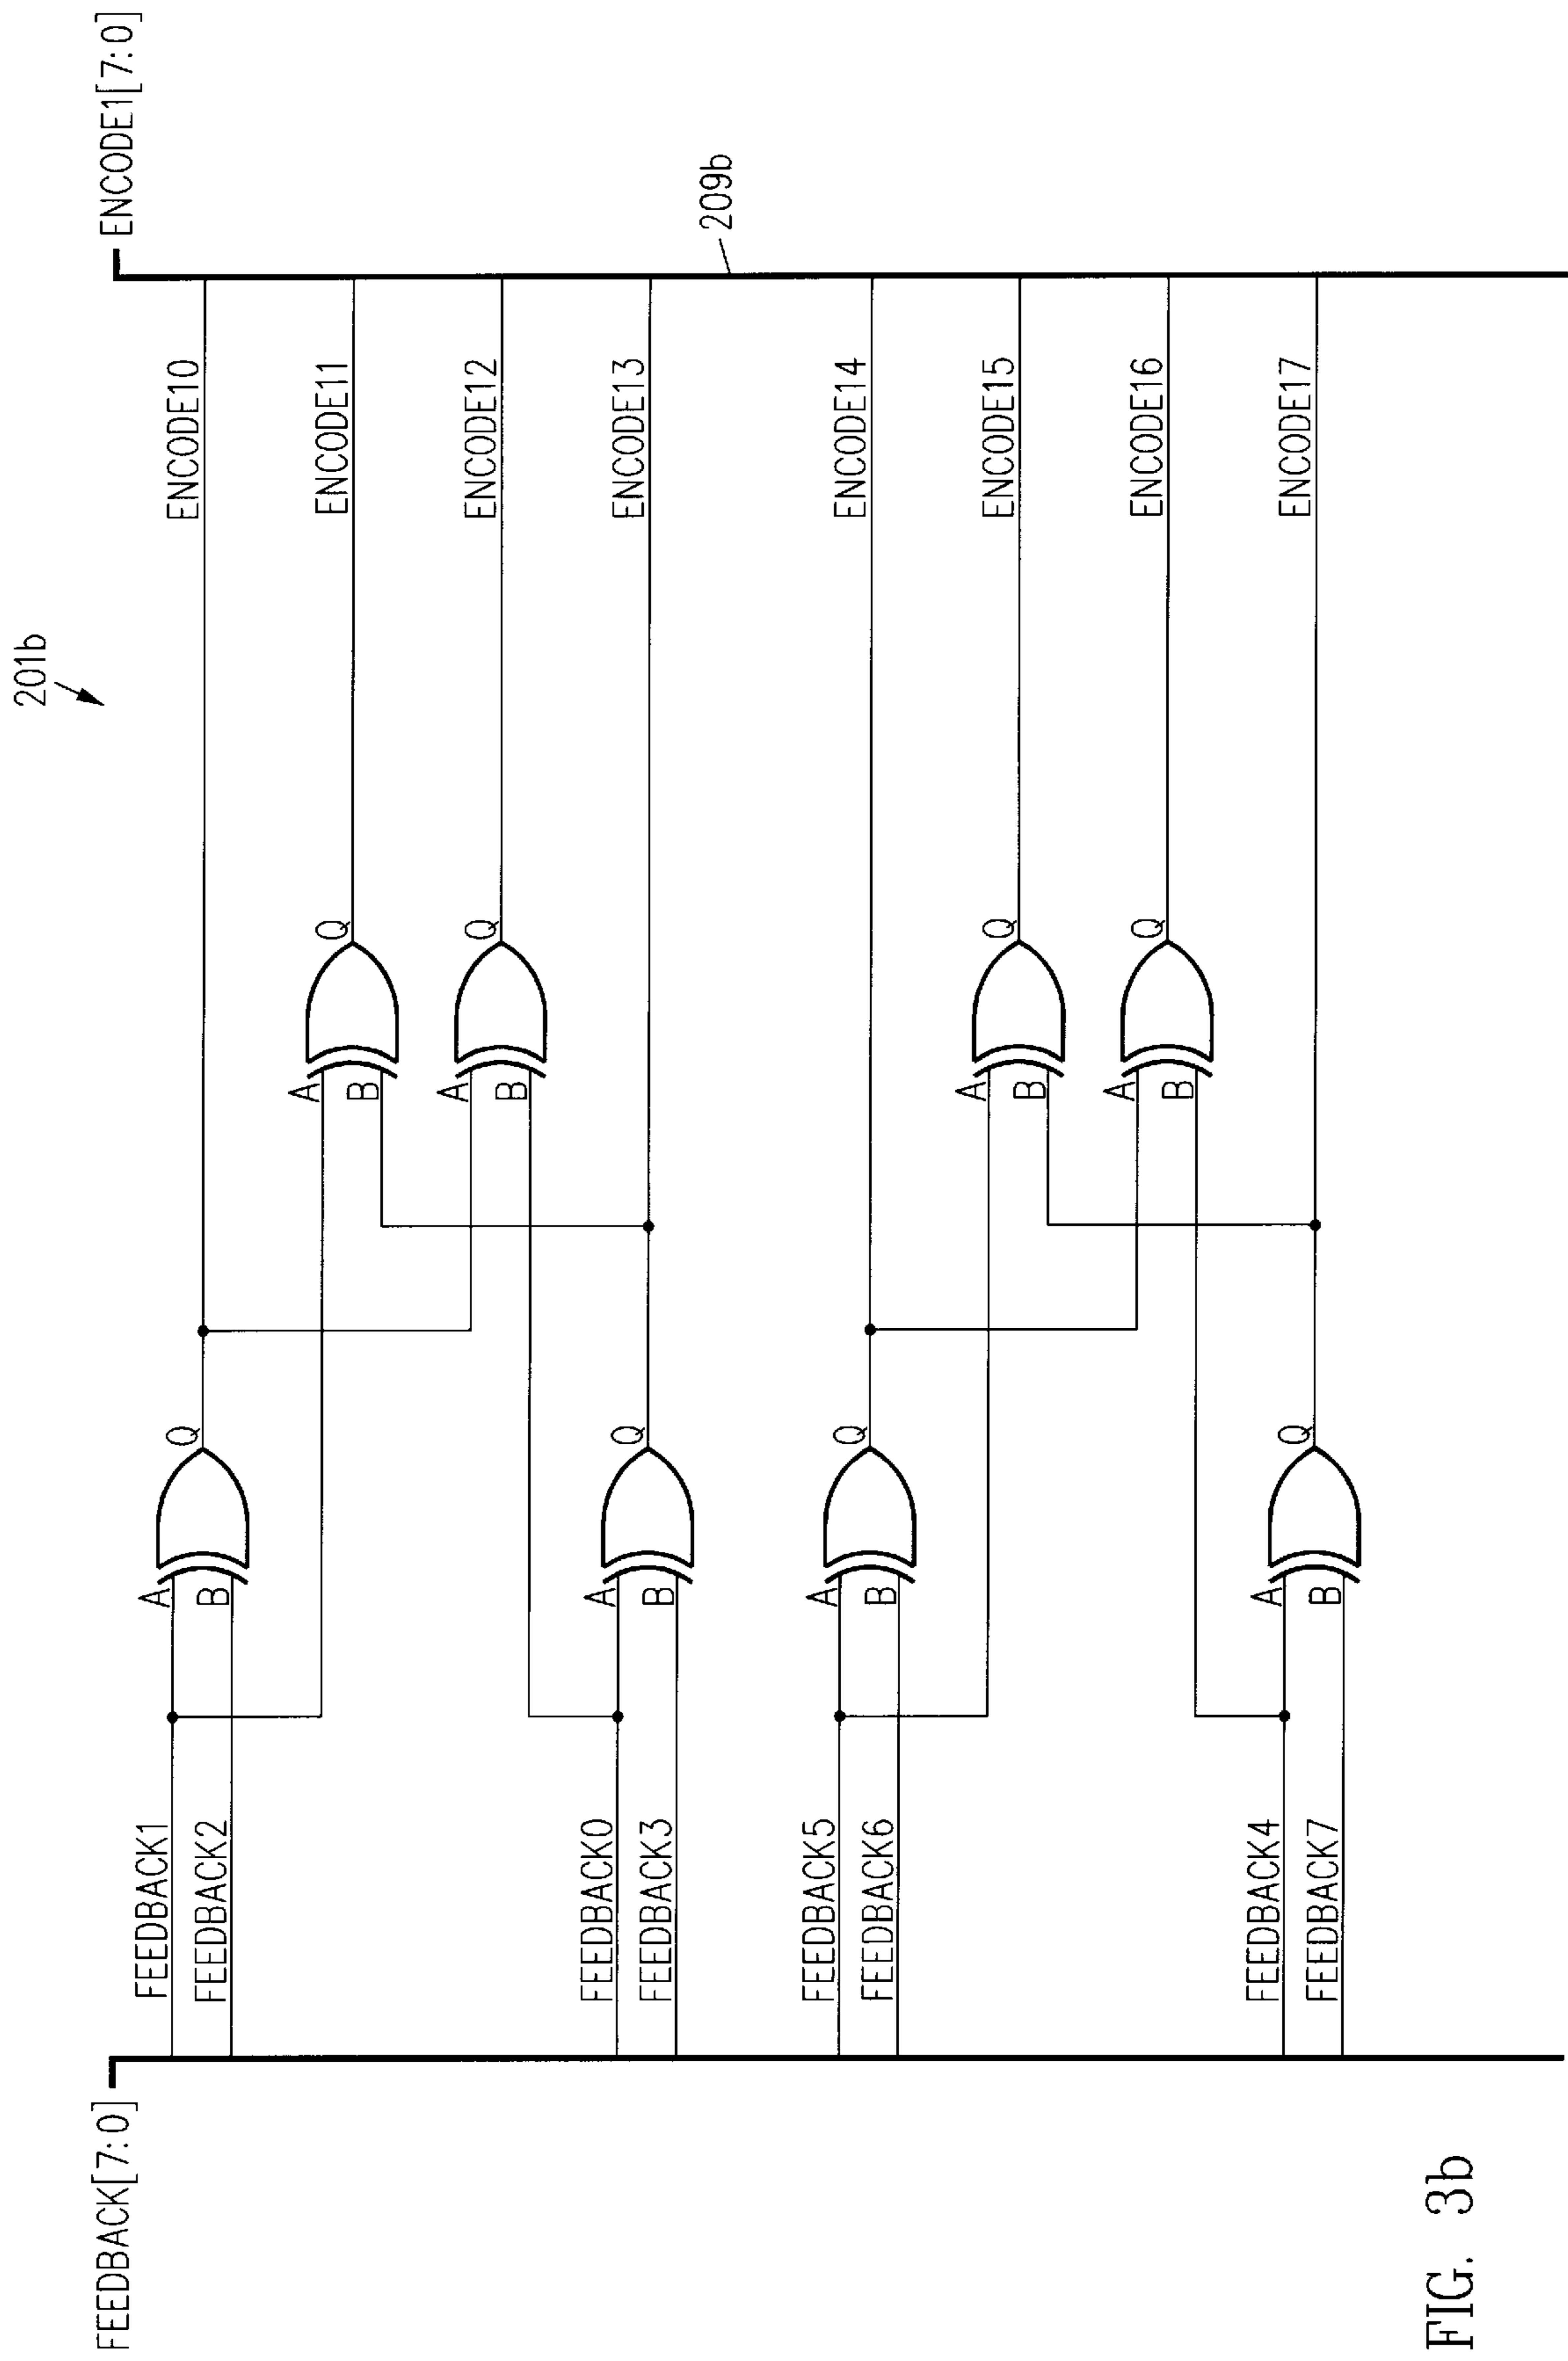 201b
FEEDBACK[7:0]
ENCODE1[7:0]
FEEDBACK1
A
Q
ENCODE10
FEEDBACK2
B
A
Q
ENCODE11
B
A
Q
ENCODE12
B
FEEDBACK0
A
Q
ENCODE13
FEEDBACK3
B
209b
FEEDBACK5
A
Q
ENCODE14
FEEDBACK6
B
A
Q
ENCODE15
B
A
Q
ENCODE16
B
FEEDBACK4
A
Q
ENCODE17
FEEDBACK7
B
FIG. 3b